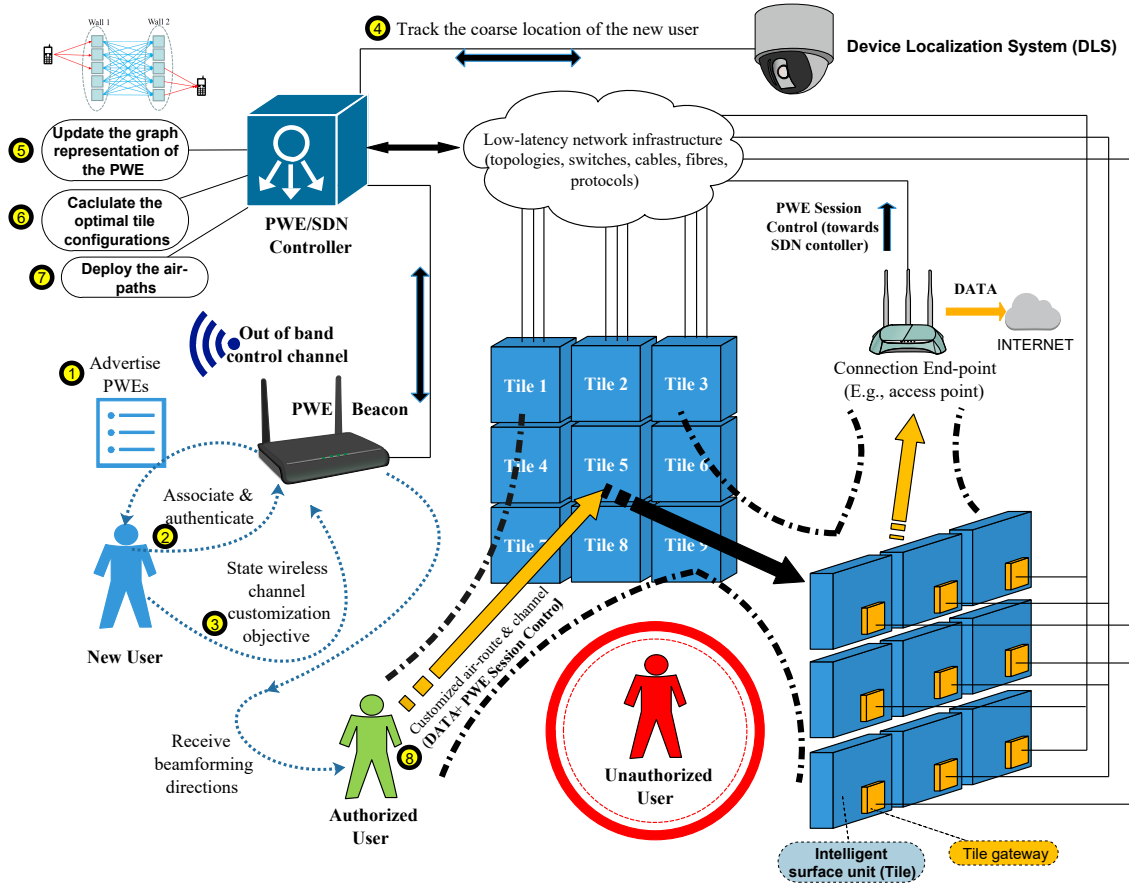 Wall 1
Wall 2
4
Track the coarse location of the new user
Device Localization System (DLS)
5
Update the graph
representation of
the PWE
6
Caclulate the
optimal tile
configurations
7
Deploy the air-
paths
PWE/SDN
Controller
Low-latency network infrastructure
(topologies, switches, cables, fibres,
protocols)
PWE Session
Control (towards
SDN contoller)
DATA
INTERNET
Connection End-point
(E.g., access point)
Out of band
control channel
1
Advertise
PWEs
PWE
Beacon
Tile 1
Tile 2
Tile 3
Tile 4
Tile 5
Tile 6
Tile 7
Tile 8
Tile 9
Associate &
authenticate
2
State wireless
channel
customization
objective
3
New User
Receive
beamforming
directions
Customized air-route & channel
(DATA+ PWE Session Control)
8
Authorized
User
Unauthorized
User
Intelligent
surface unit (Tile)
Tile gateway